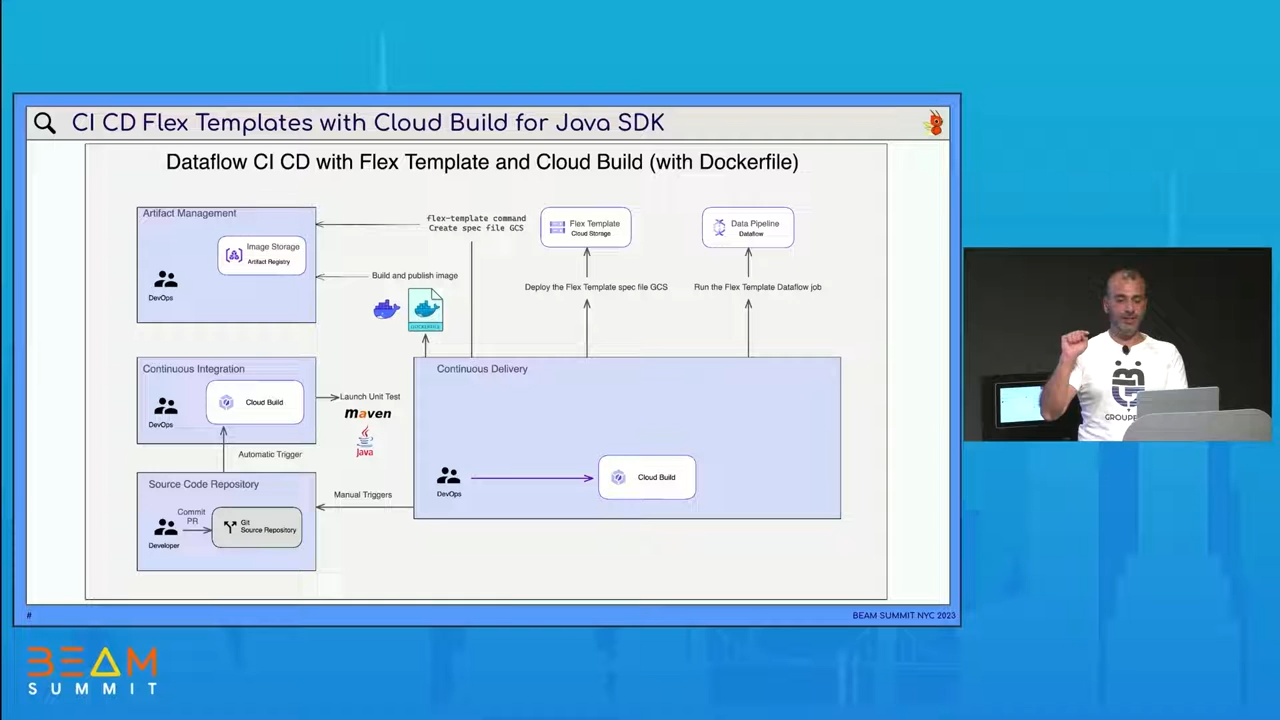 CI CD Flex Templates with Cloud Build for Java SDK
Dataflow CI CD with Flex Template and Cloud Build (with Dockerfile)
Artifact Management
Image Storage
Artifact Registry
DevOps
flex-template command
Create spec file GCS
Build and publish image
DOCKERFILE
Flex Template
Cloud Storage
Data Pipeline
Dataflow
Deploy the Flex Template spec file GCS
Run the Flex Template Dataflow job
Continuous Integration
DevOps
Cloud Build
Launch Unit Test
maven
java
Continuous Delivery
DevOps
Cloud Build
Automatic Trigger
Manual Triggers
Source Code Repository
Commit
PR
Developer
Git
Source Repository
#
BEAM SUMMIT NYC 2023
BEAM
SUMMIT